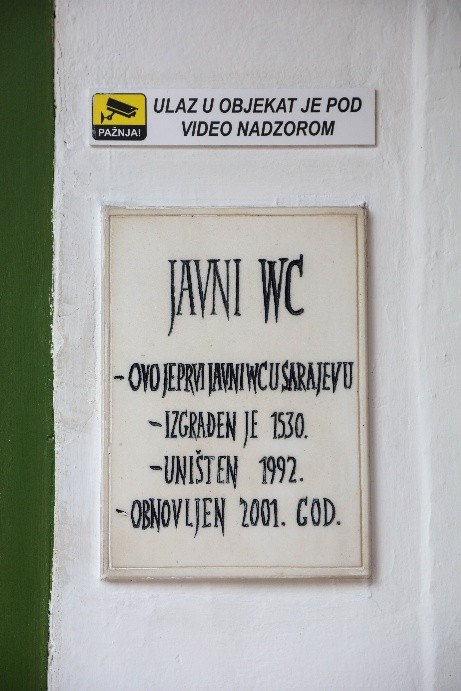 PAŽNJA!
ULAZ U OBJEKAT JE POD
VIDEO NADZOROM
JAVNI WC
-OVO JE PRVI JAVNI WC U SARAJEVU
-IZGRAĐEN JE 1530.
-UNIŠTEN 1992.
-OBNOVLJEN 2001. GOD.